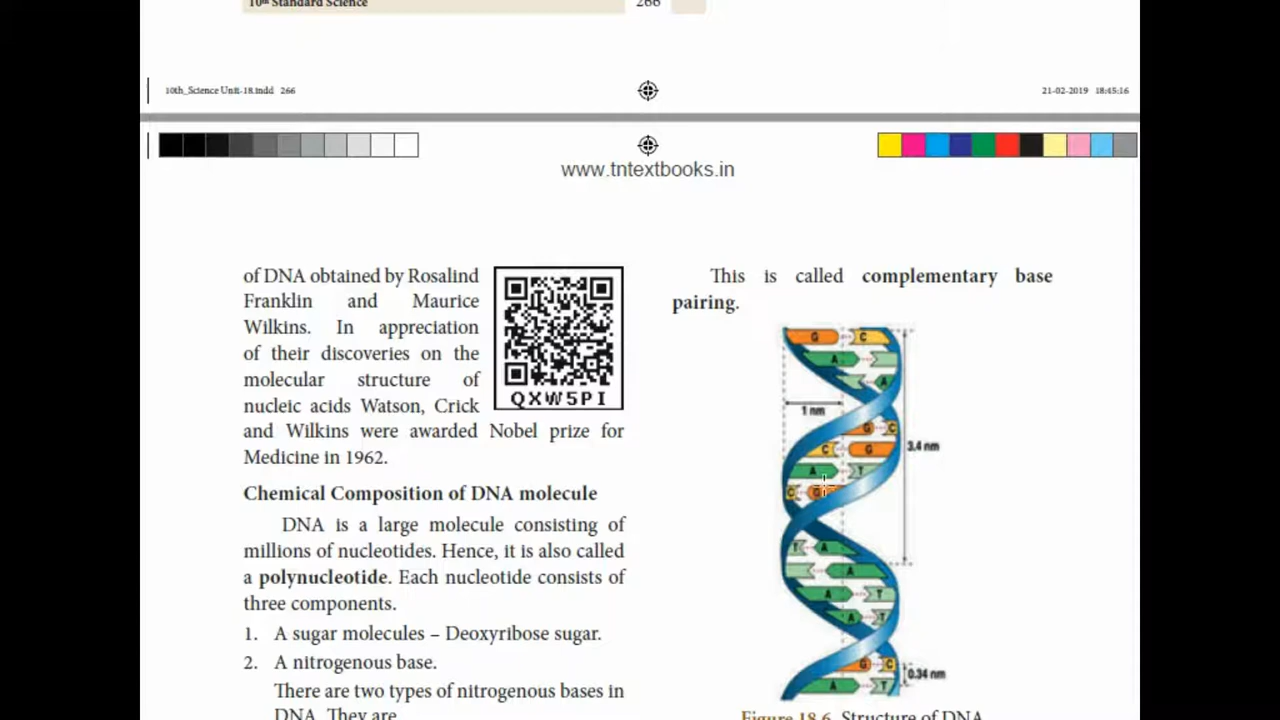 10th Standard Science
266
10th_Science Unit-18.indd 266
21-02-2019 18:45:16
www.tntextbooks.in
of DNA obtained by Rosalind
Franklin and Maurice
Wilkins. In appreciation
of their discoveries on the
molecular structure of
nucleic acids Watson, Crick
and Wilkins were awarded Nobel prize for
Medicine in 1962.
QXW5PI
Chemical Composition of DNA molecule
DNA is a large molecule consisting of
millions of nucleotides. Hence, it is also called
a polynucleotide. Each nucleotide consists of
three components.
1. A sugar molecules – Deoxyribose sugar.
2. A nitrogenous base.
There are two types of nitrogenous bases in
DNA. They are
This is called complementary base
pairing.
G C
A
A
1 nm
G C
3.4 nm
C G
A T
C G
T A
A
A T
A T
G C
0.34 nm
A T
Figure 18.6 Structure of DNA